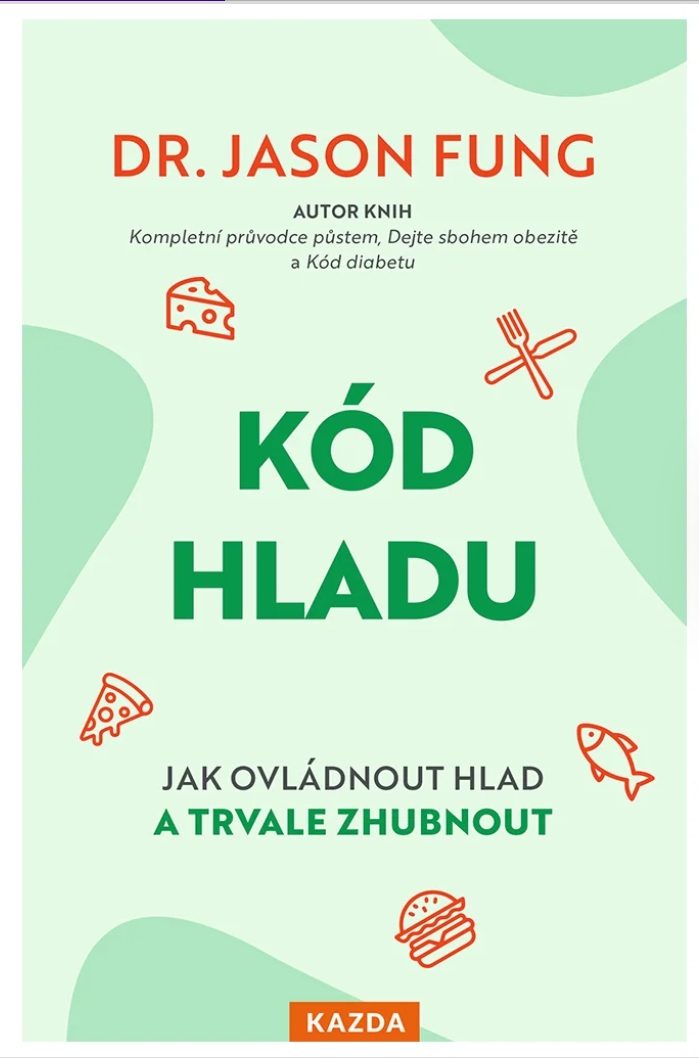 DR. JASON FUNG
AUTOR KNIH
Kompletní průvodce půstem, Dejte sbohem obezitě
a Kód diabetu
KÓD
HLADU
JAK OVLÁDNOUT HLAD
A TRVALE ZHUBNOUT
KAZDA